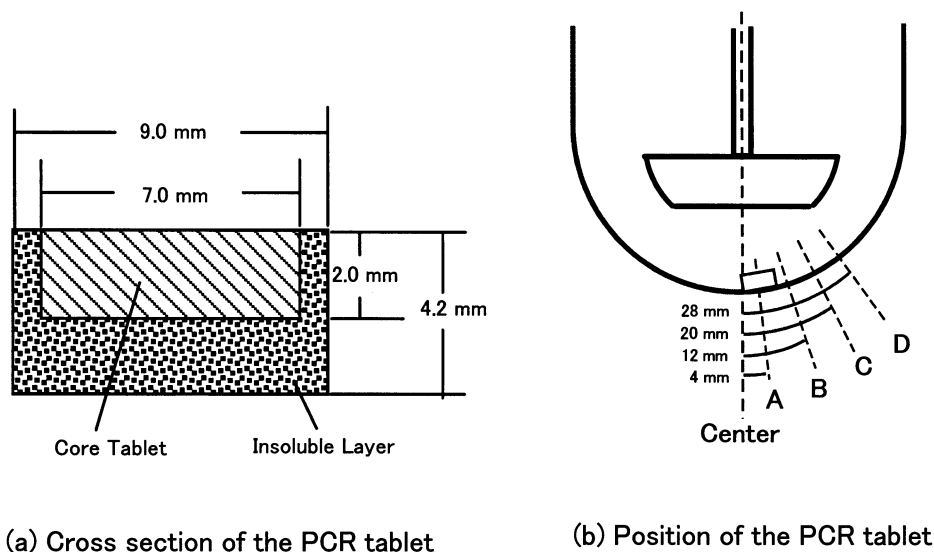 9.0 mm
7.0 mm
2.0 mm
4.2 mm
Core Tablet
Insoluble Layer
(a) Cross section of the PCR tablet
28 mm
20 mm
12 mm
4 mm
A
B
C
D
Center
(b) Position of the PCR tablet